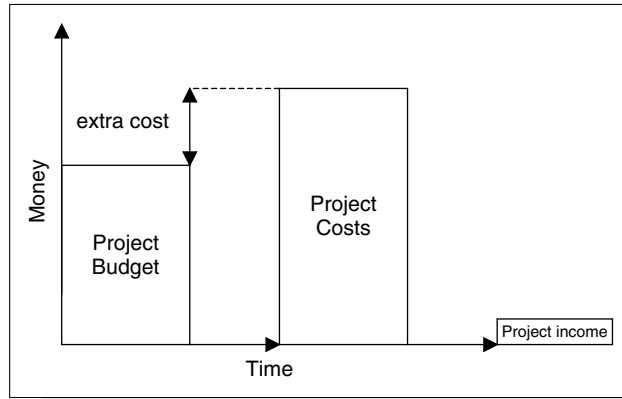 extra cost
Money
Project
Budget
Project
Costs
Project income
Time